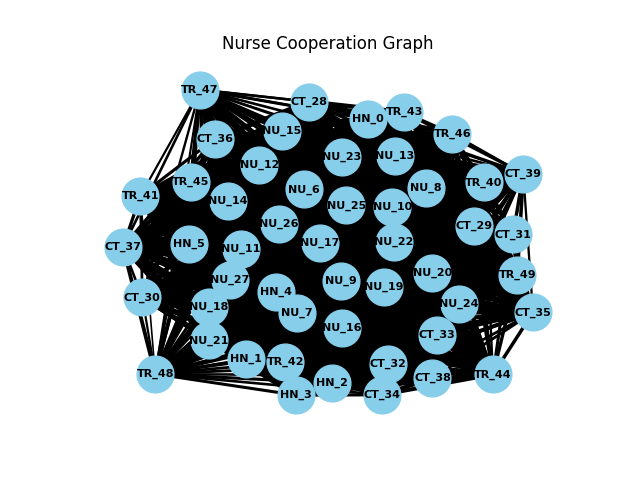 Nurse Cooperation Graph
TR_47
CT_28
HN_0
TR_43
CT_36
NU_15
TR_46
NU_12
NU_23
NU_13
TR_45
NU_6
NU_8
TR_40
CT_39
TR_41
NU_14
NU_25
NU_10
NU_26
CT_29
CT_31
CT_37
HN_5
NU_11
NU_17
NU_22
NU_27
NU_9
NU_19
NU_20
TR_49
CT_30
NU_18
HN_4
NU_7
NU_24
CT_35
NU_21
NU_16
CT_33
HN_1
TR_42
CT_32
TR_48
HN_3
HN_2
CT_34
CT_38
TR_44